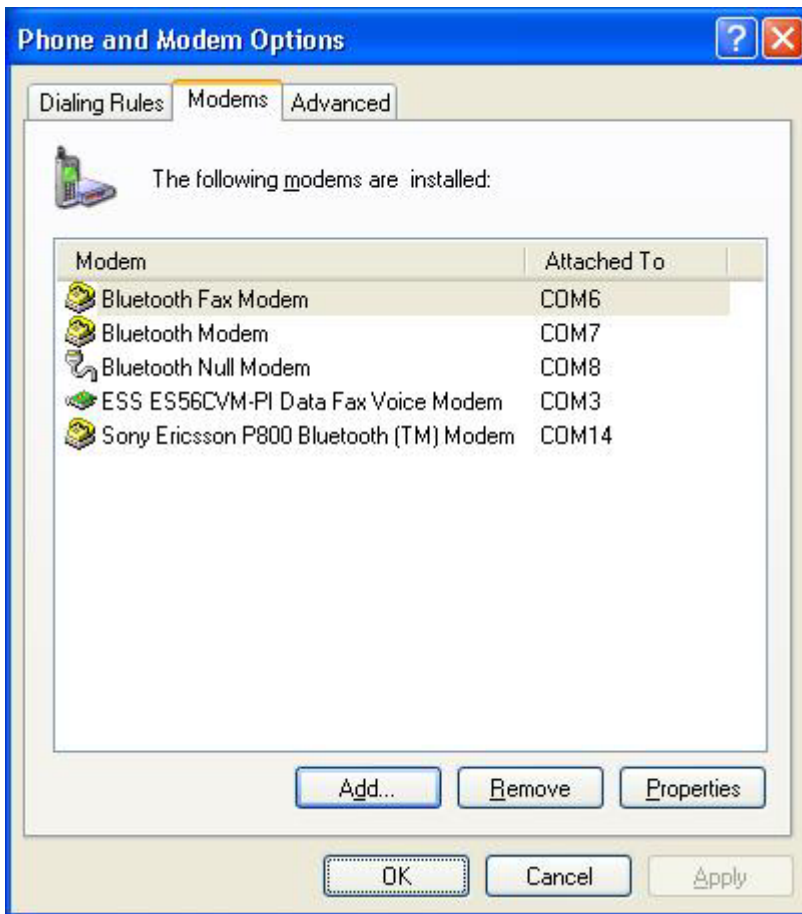 Phone and Modem Options
Dialing Rules Modems Advanced
The following modems are installed:
Modem Attached To
Bluetooth Fax Modem COM6
Bluetooth Modem COM7
Bluetooth Null Modem COM8
ESS ES56CVM-PI Data Fax Voice Modem COM3
Sony Ericsson P800 Bluetooth (TM) Modem COM14
Add... Remove Properties
OK Cancel Apply